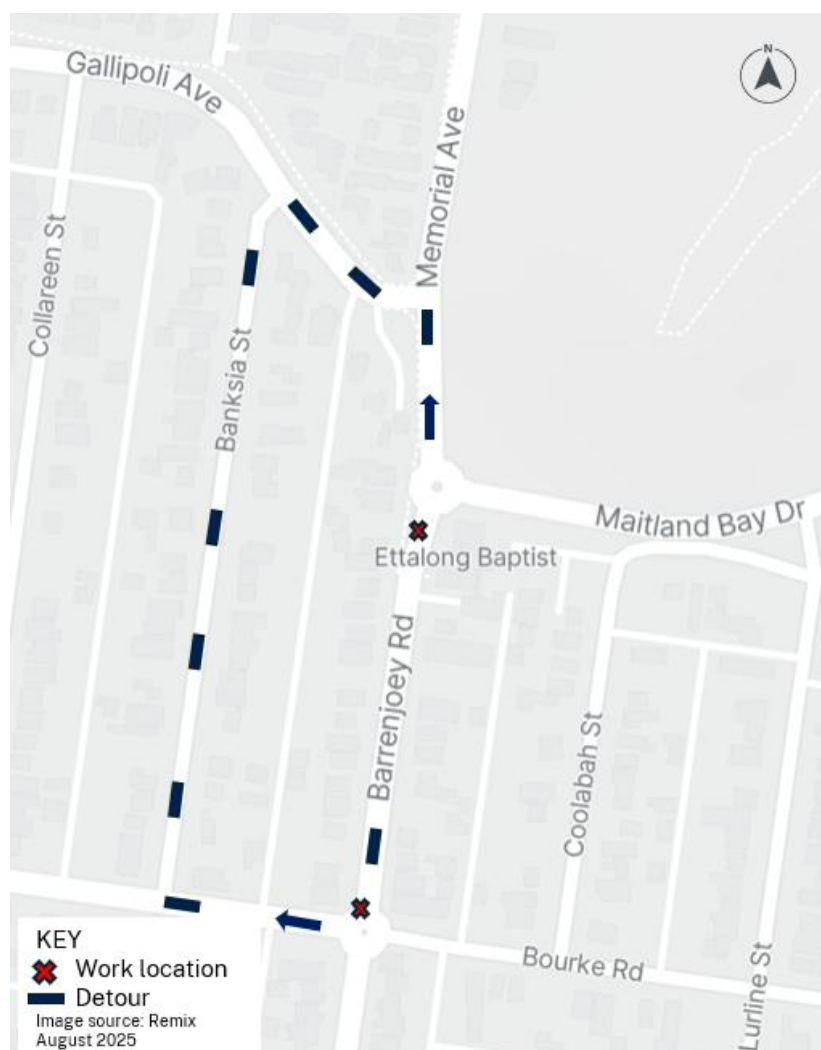 N
Gallipoli Ave
Memorial Ave
Collareen St
Banksia St
Maitland Bay Dr
Ettalong Baptist
Barrenjoey Rd
Coolabah St
Bourke Rd
Lurline St
KEY
Work location
Detour
Image source: Remix
August 2025